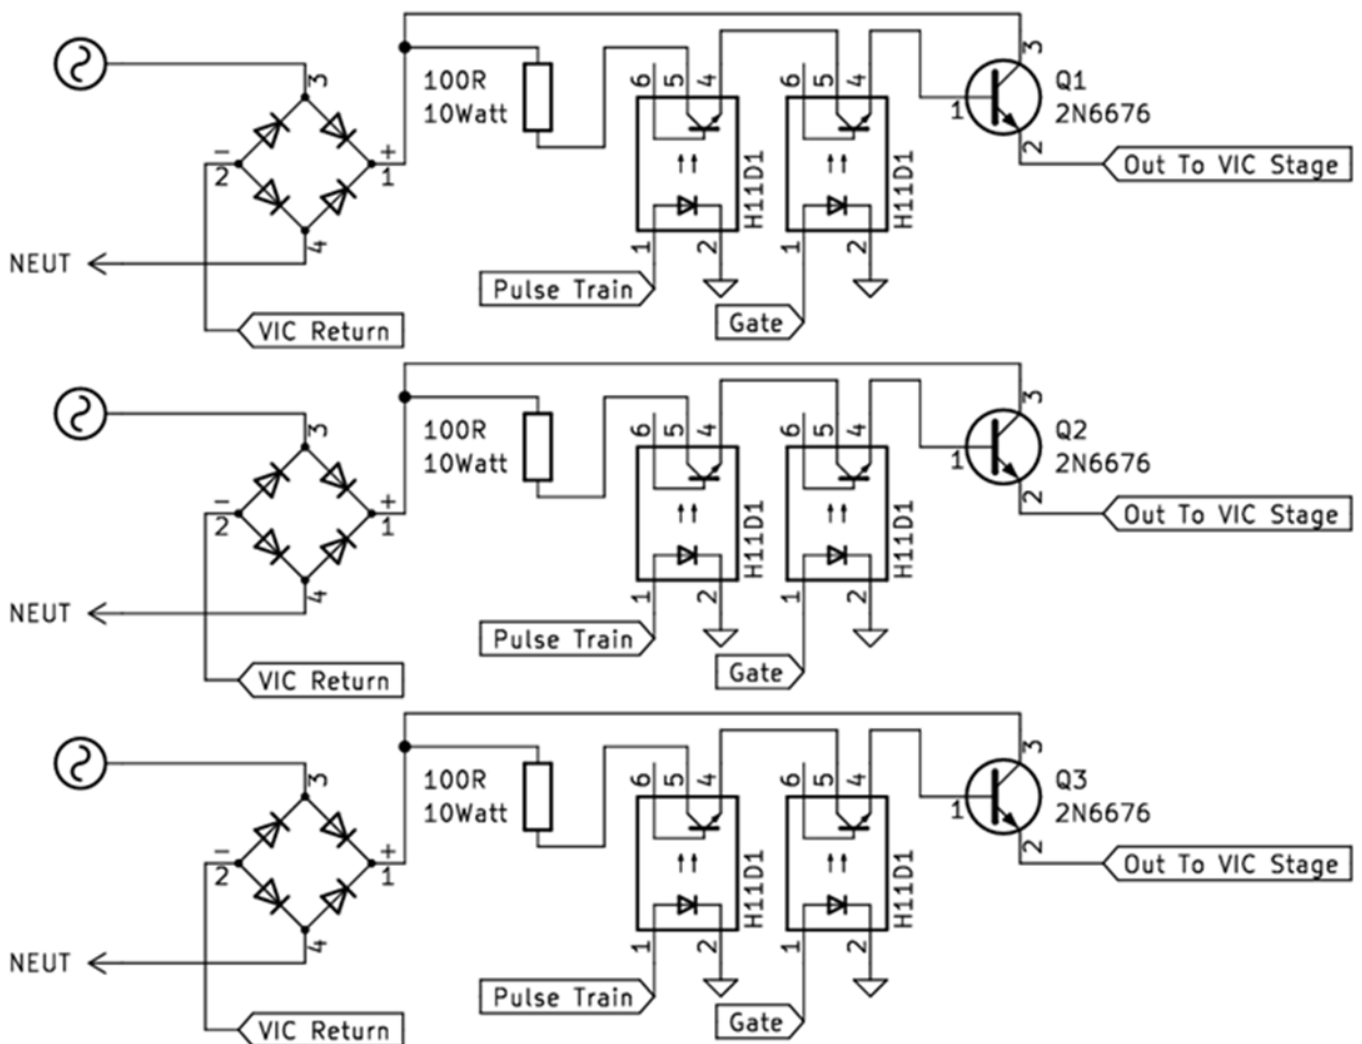 3
100R
10Watt
6
5
4
6
5
4
3
Q1
2N6676
1
−
2
+
1
2
Out To VIC Stage
H11D1
H11D1
4
1
2
1
2
NEUT
Pulse Train
VIC Return
Gate
3
100R
10Watt
6
5
4
6
5
4
3
Q2
2N6676
1
−
2
+
1
2
Out To VIC Stage
H11D1
H11D1
4
1
2
1
2
NEUT
Pulse Train
VIC Return
Gate
3
100R
10Watt
6
5
4
6
5
4
3
Q3
2N6676
1
−
2
+
1
2
Out To VIC Stage
H11D1
H11D1
4
1
2
1
2
NEUT
Pulse Train
VIC Return
Gate